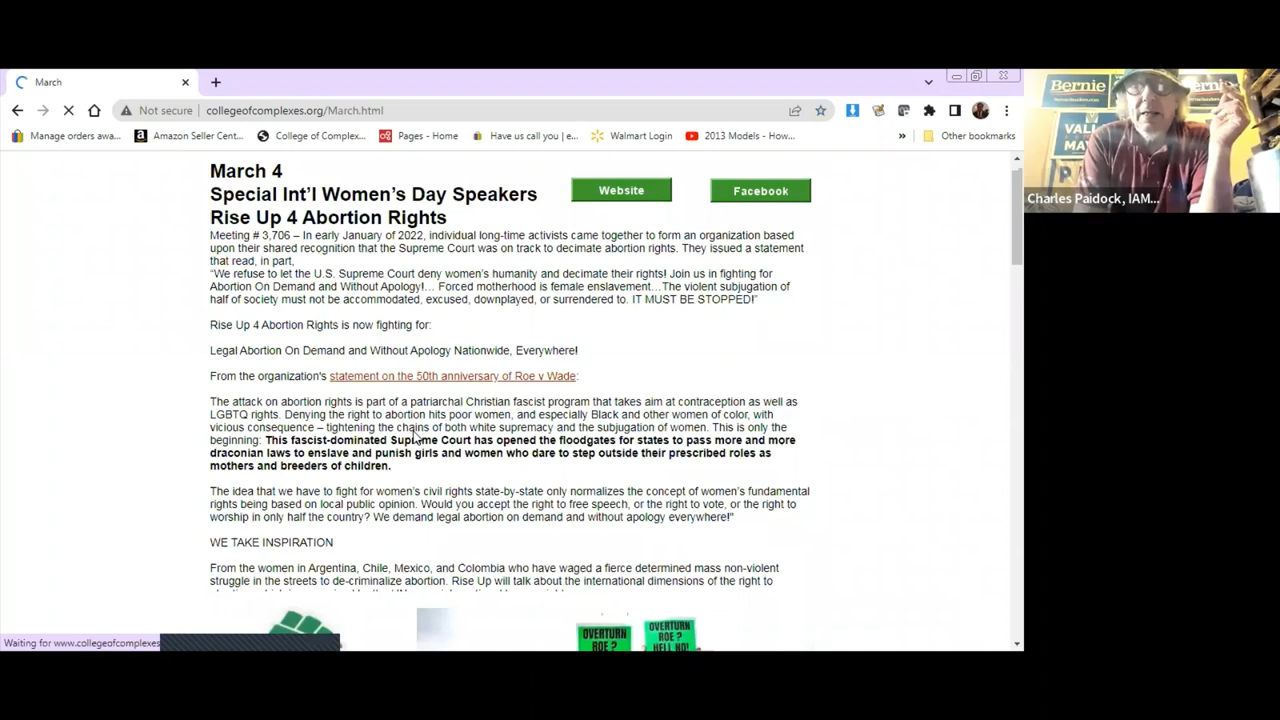 March
Not secure
collegeofcomplexes.org/March.html
Manage orders awa...
Amazon Seller Cent...
College of Complex...
Pages - Home
Have us call you | e...
Walmart Login
2013 Models - How...
»
Other bookmarks
March 4
Special Int'l Women's Day Speakers
Rise Up 4 Abortion Rights
Website
Facebook
Meeting # 3,706 – In early January of 2022, individual long-time activists came together to form an organization based
upon their shared recognition that the Supreme Court was on track to decimate abortion rights. They issued a statement
that read, in part,
“We refuse to let the U.S. Supreme Court deny women’s humanity and decimate their rights! Join us in fighting for
Abortion On Demand and Without Apology!… Forced motherhood is female enslavement…The violent subjugation of
half of society must not be accommodated, excused, downplayed, or surrendered to. IT MUST BE STOPPED!”
Rise Up 4 Abortion Rights is now fighting for:
Legal Abortion On Demand and Without Apology Nationwide, Everywhere!
From the organization's statement on the 50th anniversary of Roe v Wade:
The attack on abortion rights is part of a patriarchal Christian fascist program that takes aim at contraception as well as
LGBTQ rights. Denying the right to abortion hits poor women, and especially Black and other women of color, with
vicious consequence – tightening the chains of both white supremacy and the subjugation of women. This is only the
beginning: This fascist-dominated Supreme Court has opened the floodgates for states to pass more and more
draconian laws to enslave and punish girls and women who dare to step outside their prescribed roles as
mothers and breeders of children.
The idea that we have to fight for women’s civil rights state-by-state only normalizes the concept of women’s fundamental
rights being based on local public opinion. Would you accept the right to free speech, or the right to vote, or the right to
worship in only half the country? We demand legal abortion on demand and without apology everywhere!"
WE TAKE INSPIRATION
From the women in Argentina, Chile, Mexico, and Colombia who have waged a fierce determined mass non-violent
struggle in the streets to de-criminalize abortion. Rise Up will talk about the international dimensions of the right to
OVERTURN
ROE ?
OVERTURN
ROE ?
HELL NO!
Waiting for www.collegeofcomplexes
Bernie
Bernie
VALL
MAY
Charles Paidock, IAM...